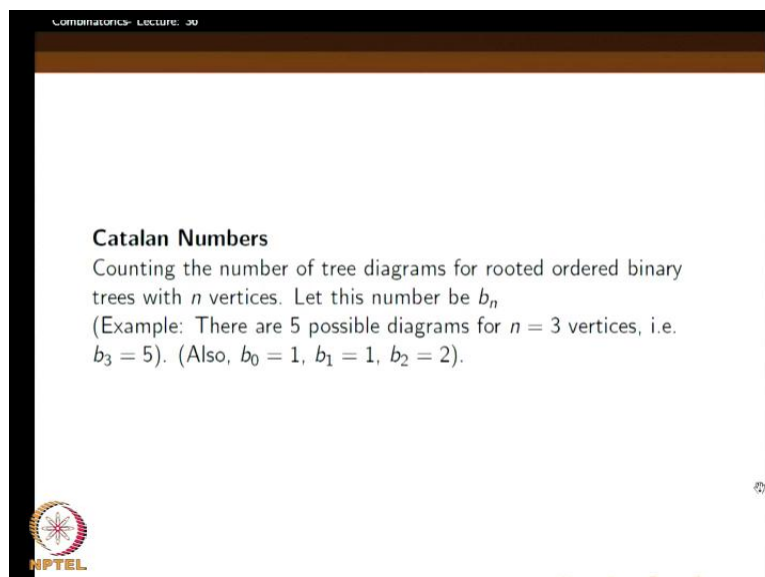 Combinatorics- Lecture: 30
Catalan Numbers
Counting the number of tree diagrams for rooted ordered binary
trees with n vertices. Let this number be bₙ
(Example: There are 5 possible diagrams for n = 3 vertices, i.e.
b₃ = 5). (Also, b₀ = 1, b₁ = 1, b₂ = 2).
NPTEL